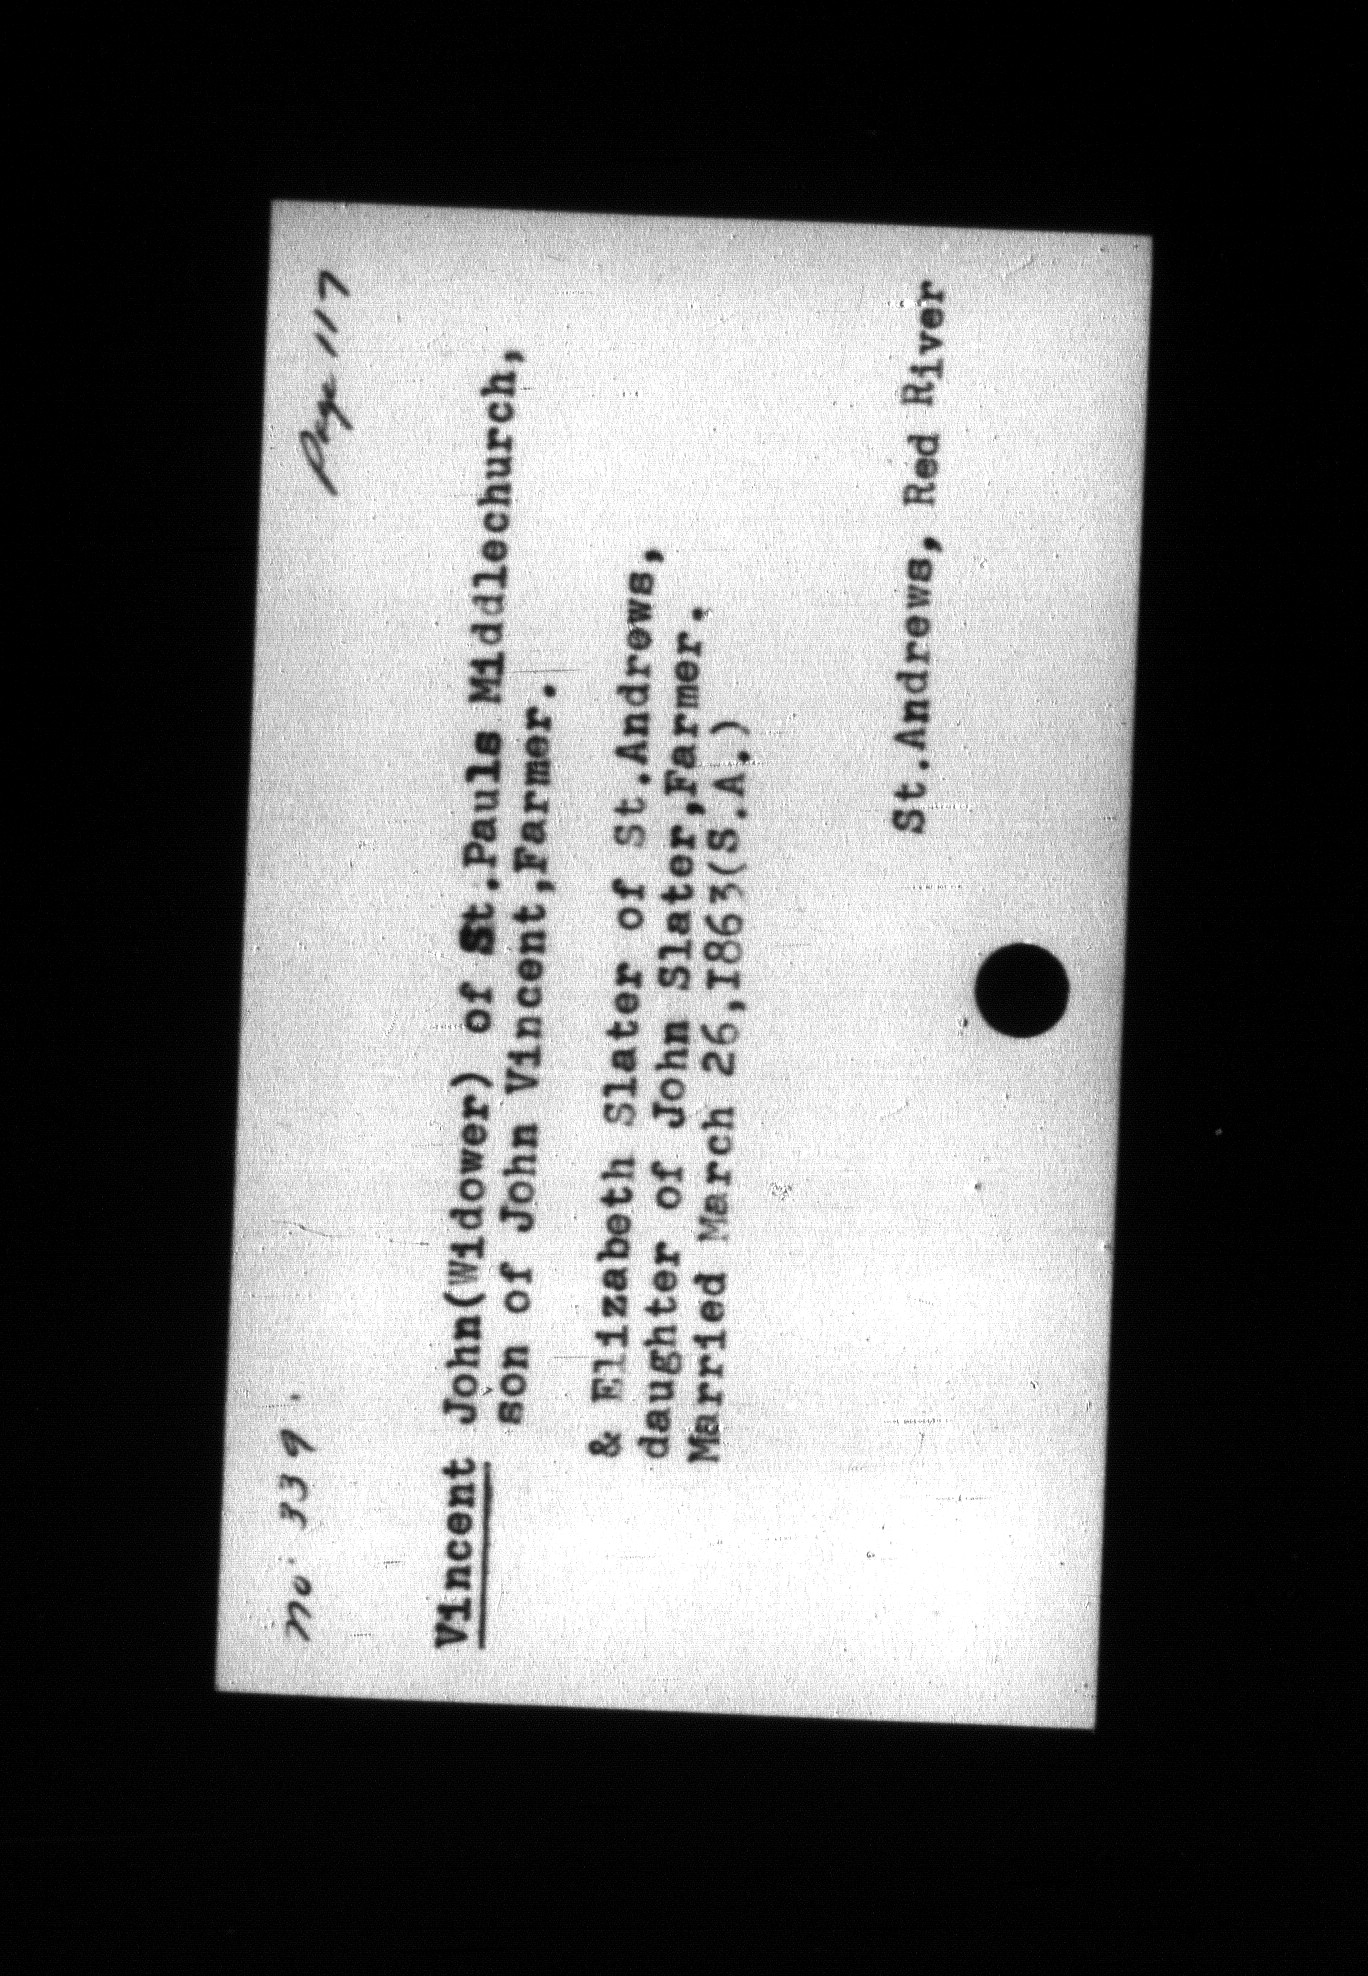 no. 339.
Page 117
Vincent John(Widower) of St.Pauls Middlechurch,
son of John Vincent,Farmer.
& Elizabeth Slater of St.Andrews,
daughter of John Slater,Farmer.
Married March 26,I863(S.A.)
St.Andrews, Red River